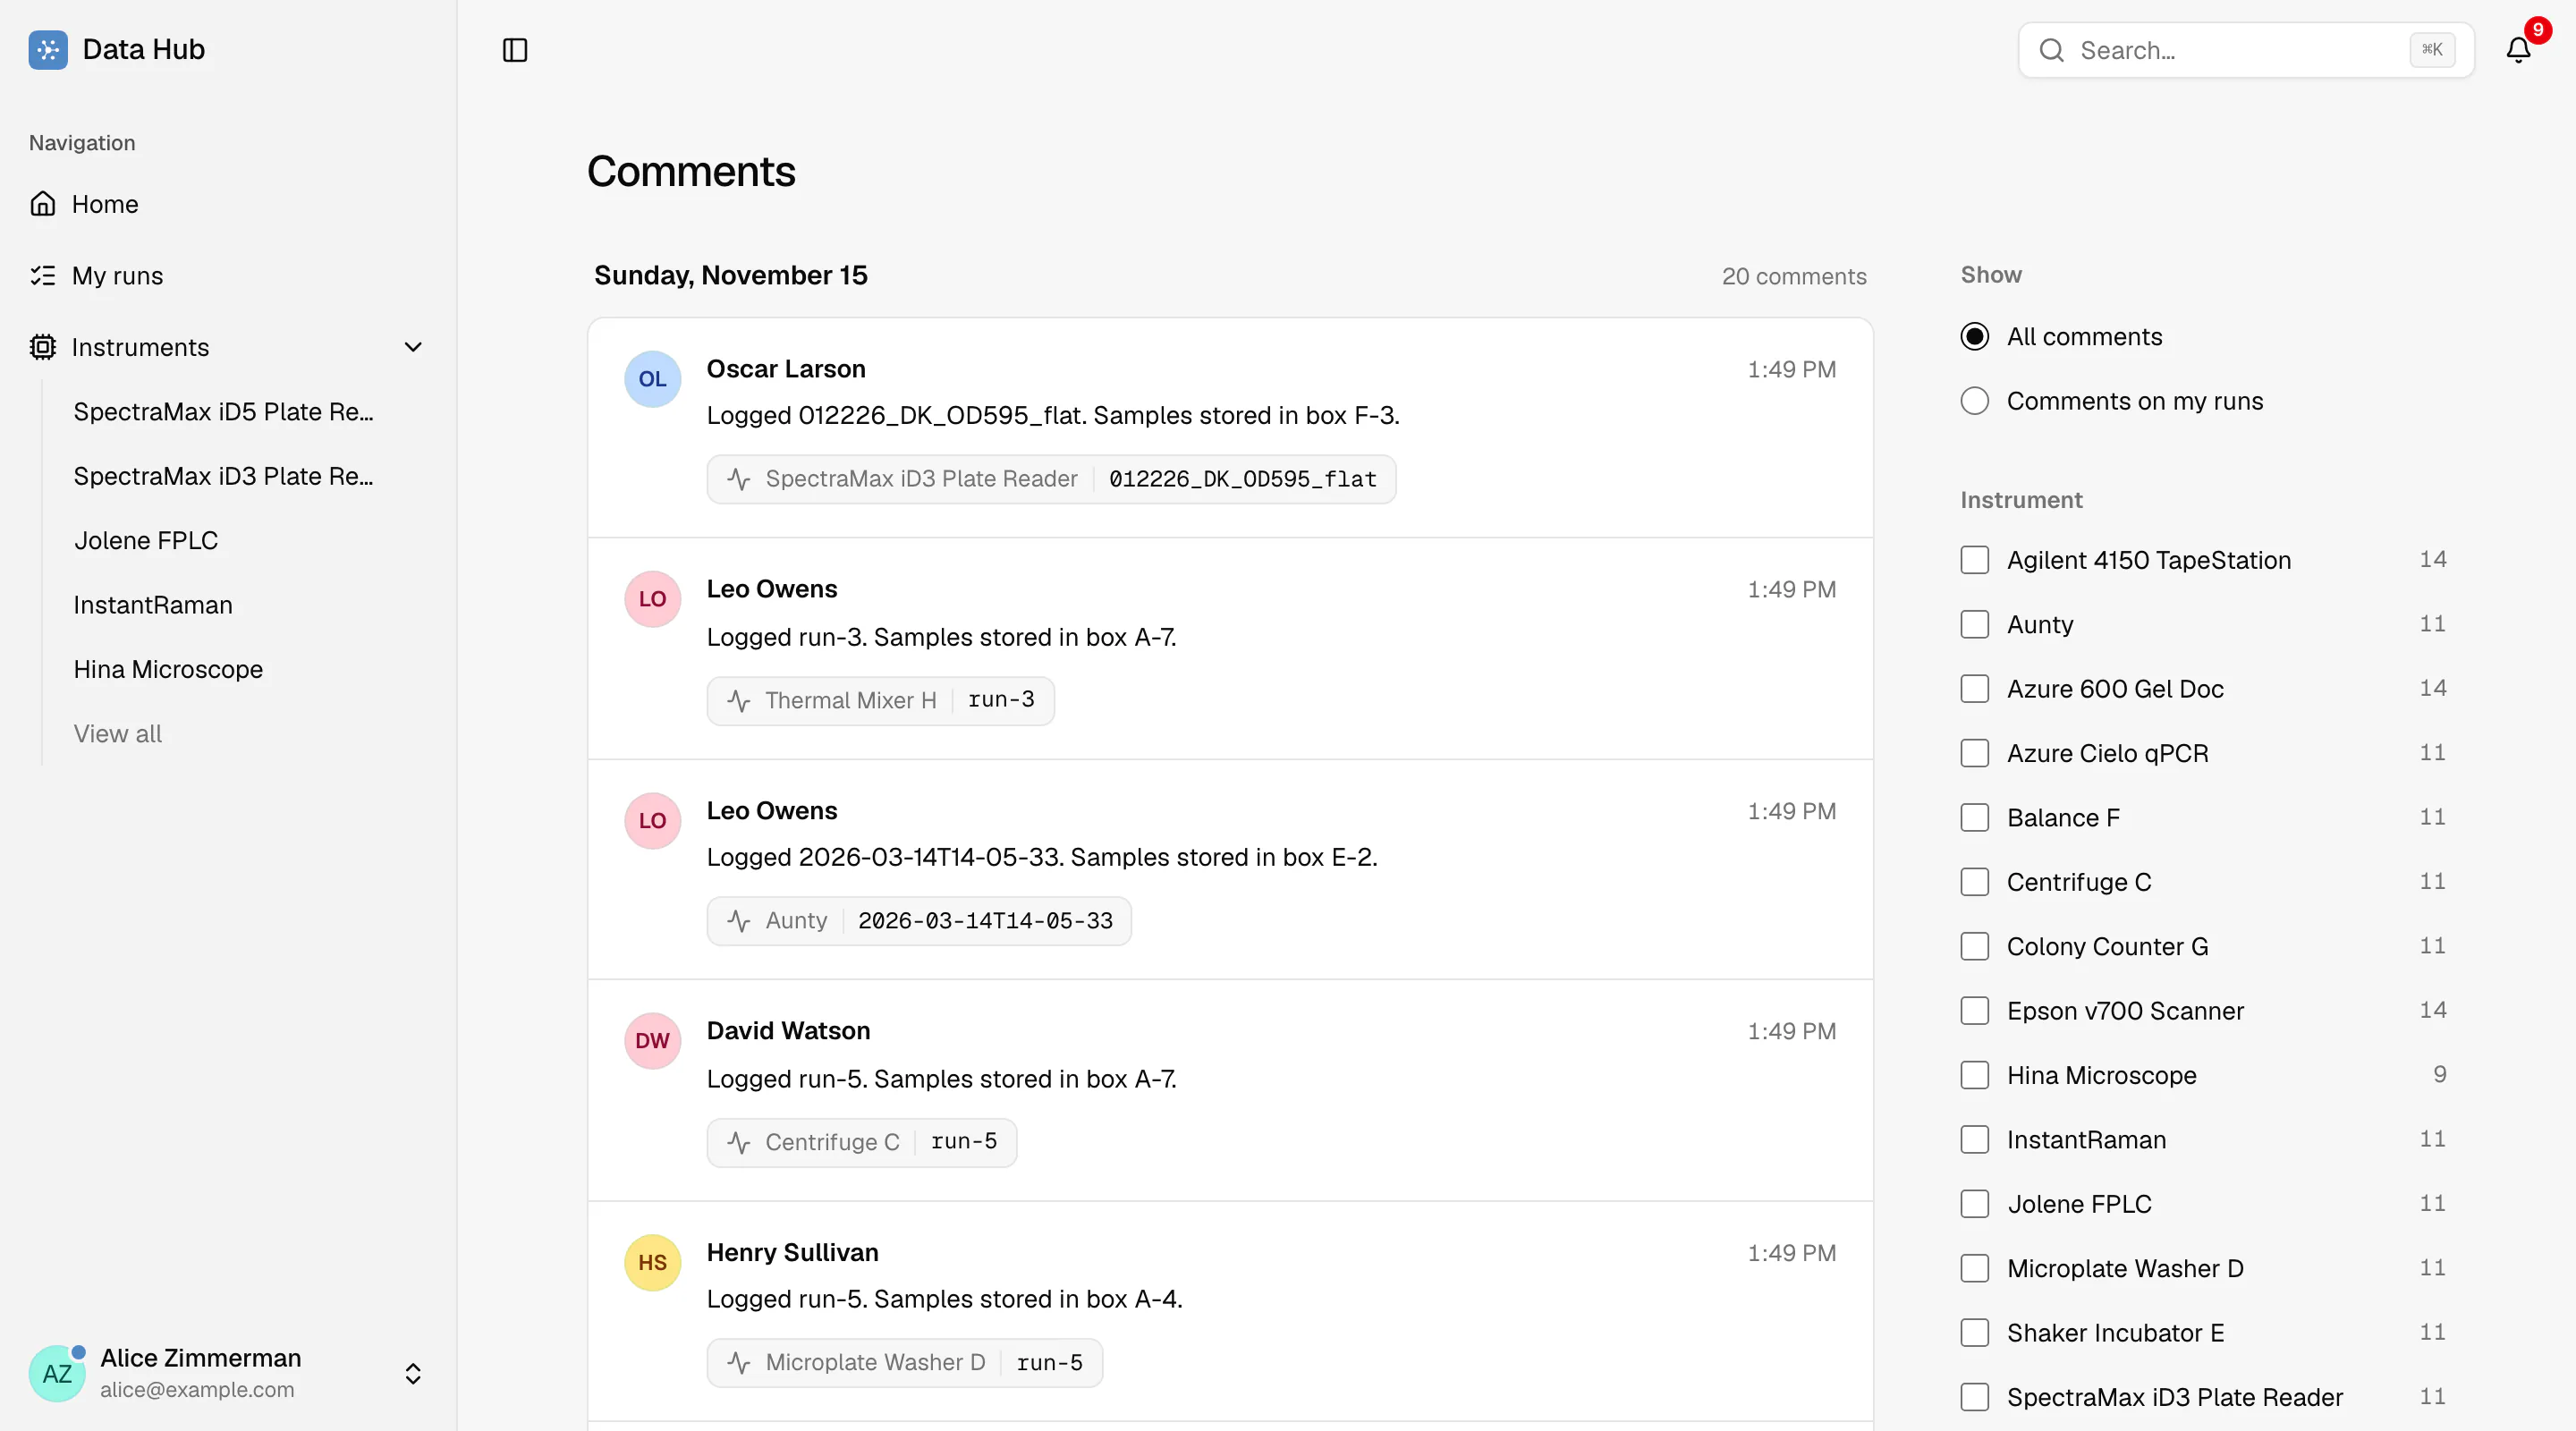 Data Hub
Navigation
Home
My runs
Instruments
SpectraMax iD5 Plate Re...
SpectraMax iD3 Plate Re...
Jolene FPLC
InstantRaman
Hina Microscope
View all
AZ
Alice Zimmerman
alice@example.com
Search...
⌘K
9
Comments
Sunday, November 15
20 comments
OL
Oscar Larson
1:49 PM
Logged 012226_DK_OD595_flat. Samples stored in box F-3.
SpectraMax iD3 Plate Reader 012226_DK_OD595_flat
LO
Leo Owens
1:49 PM
Logged run-3. Samples stored in box A-7.
Thermal Mixer H run-3
LO
Leo Owens
1:49 PM
Logged 2026-03-14T14-05-33. Samples stored in box E-2.
Aunty 2026-03-14T14-05-33
DW
David Watson
1:49 PM
Logged run-5. Samples stored in box A-7.
Centrifuge C run-5
HS
Henry Sullivan
1:49 PM
Logged run-5. Samples stored in box A-4.
Microplate Washer D run-5
Show
All comments
Comments on my runs
Instrument
Agilent 4150 TapeStation 14
Aunty 11
Azure 600 Gel Doc 14
Azure Cielo qPCR 11
Balance F 11
Centrifuge C 11
Colony Counter G 11
Epson v700 Scanner 14
Hina Microscope 9
InstantRaman 11
Jolene FPLC 11
Microplate Washer D 11
Shaker Incubator E 11
SpectraMax iD3 Plate Reader 11